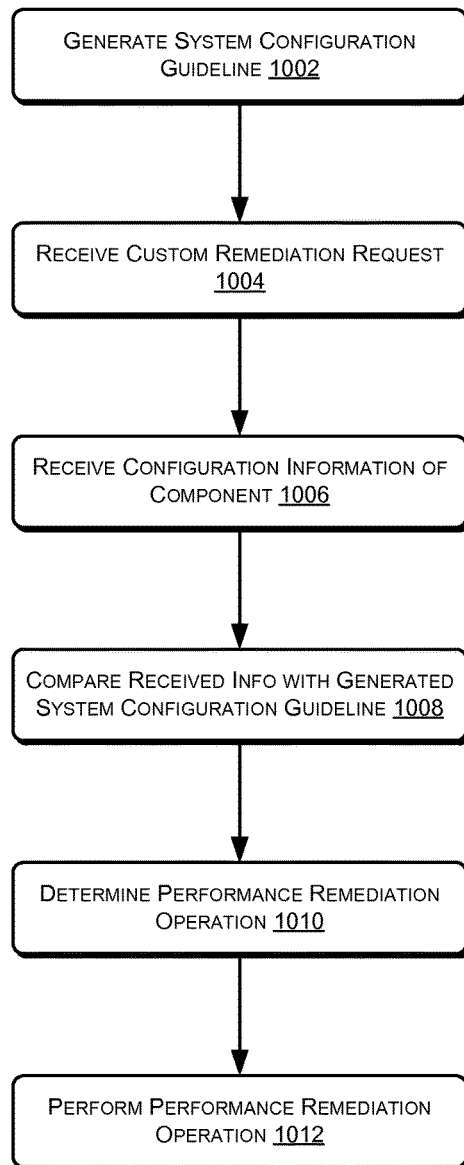 GENERATE SYSTEM CONFIGURATION
GUIDELINE 1002
RECEIVE CUSTOM REMEDIATION REQUEST
1004
RECEIVE CONFIGURATION INFORMATION OF
COMPONENT 1006
COMPARE RECEIVED INFO WITH GENERATED
SYSTEM CONFIGURATION GUIDELINE 1008
DETERMINE PERFORMANCE REMEDIATION
OPERATION 1010
PERFORM PERFORMANCE REMEDIATION
OPERATION 1012